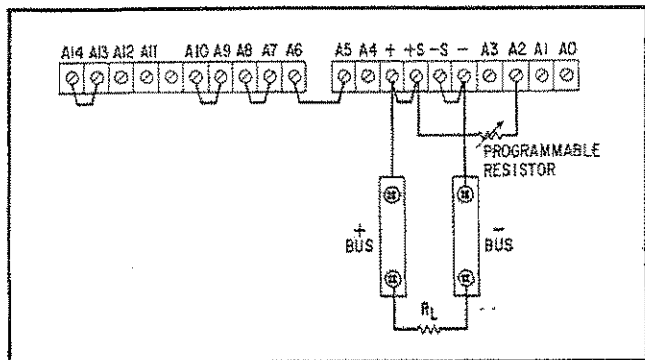 A14 A13 A12 A11 A10 A9 A8 A7 A6 A5 A4 + +S -S - A3 A2 A1 A0
PROGRAMMABLE
RESISTOR
+
BUS
-
BUS
RL